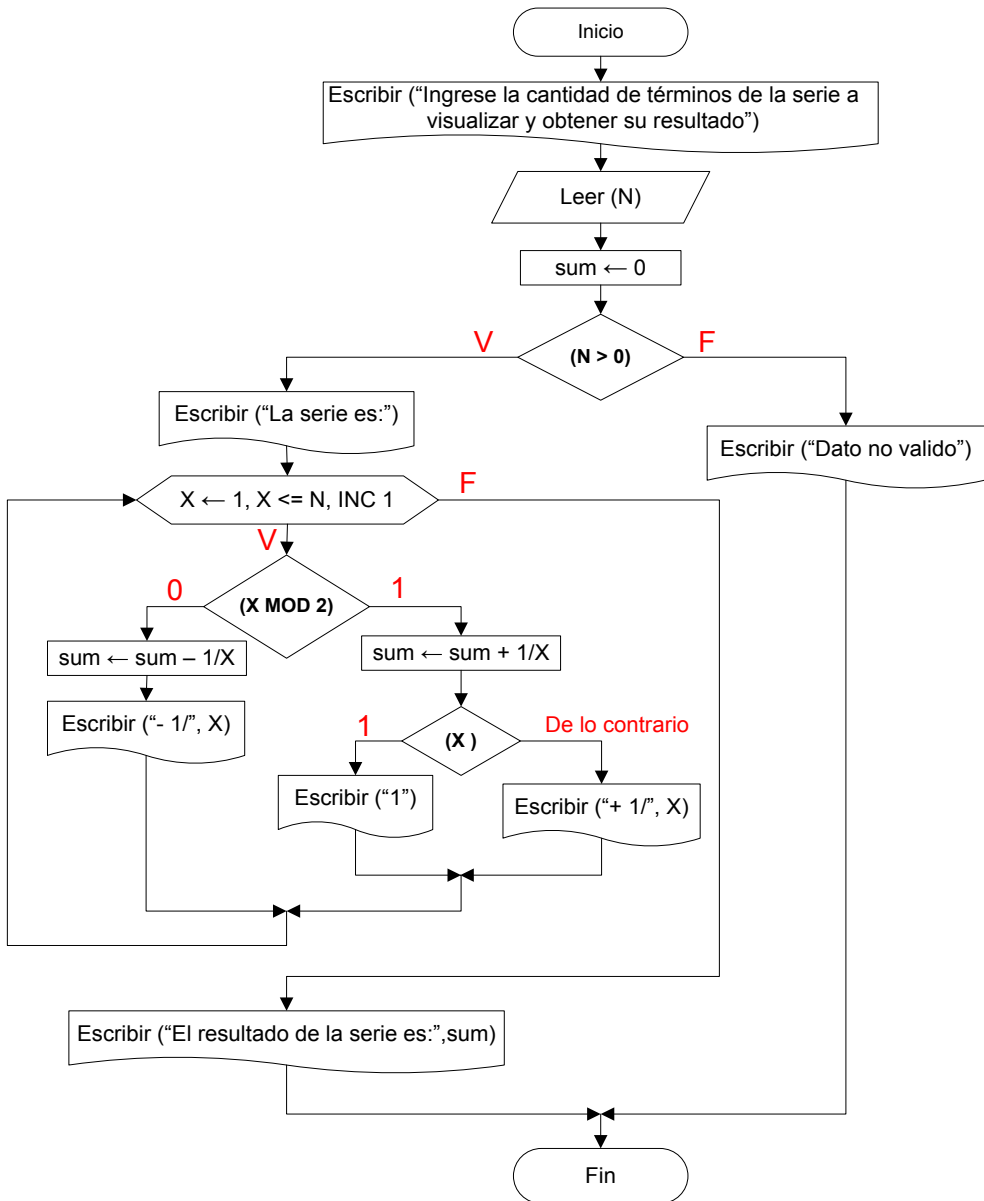 Inicio
Escribir (“Ingrese la cantidad de términos de la serie a
visualizar y obtener su resultado”)
Leer (N)
sum ← 0
V
(N > 0)
F
Escribir (“La serie es:”)
Escribir (“Dato no valido”)
X ← 1, X <= N, INC 1
F
V
0
(X MOD 2)
1
sum ← sum – 1/X
sum ← sum + 1/X
Escribir (“- 1/”, X)
1
(X )
De lo contrario
Escribir (“1”)
Escribir (“+ 1/”, X)
Escribir (“El resultado de la serie es:”,sum)
Fin